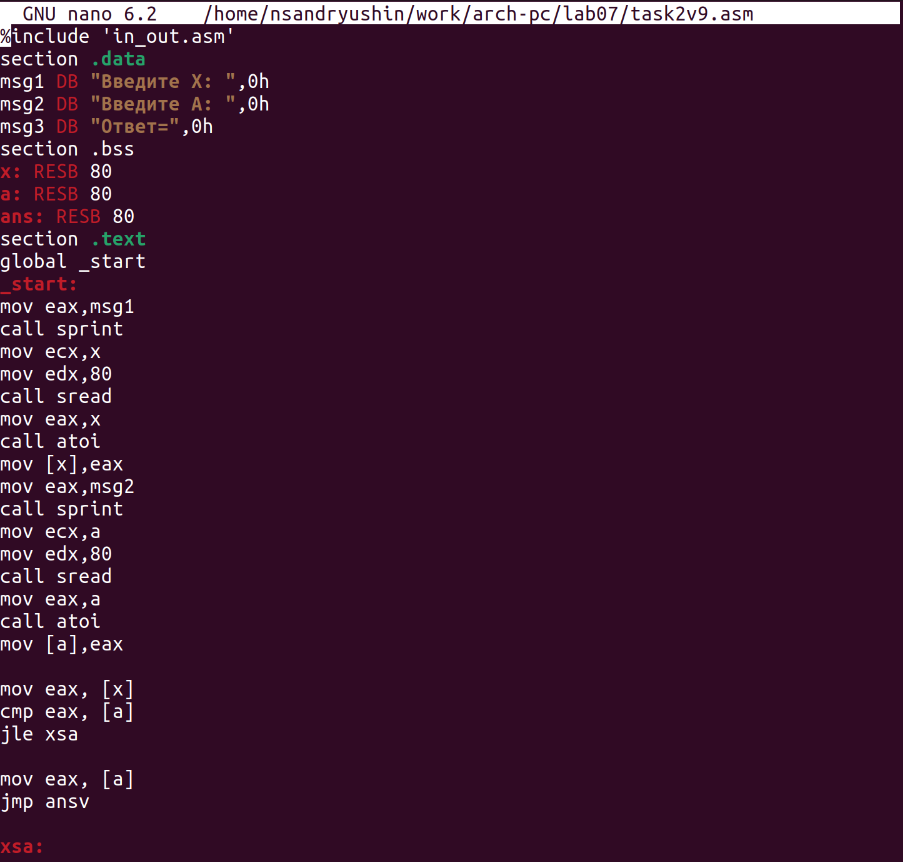 GNU nano 6.2 /home/nsandryushin/work/arch-pc/lab07/task2v9.asm
%include 'in_out.asm'
section .data
msg1 DB "Введите X: ",0h
msg2 DB "Введите A: ",0h
msg3 DB "Ответ=",0h
section .bss
x: RESB 80
a: RESB 80
ans: RESB 80
section .text
global _start
_start:
mov eax,msg1
call sprint
mov ecx,x
mov edx,80
call sread
mov eax,x
call atoi
mov [x],eax
mov eax,msg2
call sprint
mov ecx,a
mov edx,80
call sread
mov eax,a
call atoi
mov [a],eax
mov eax, [x]
cmp eax, [a]
jle xsa
mov eax, [a]
jmp ansv
xsa: